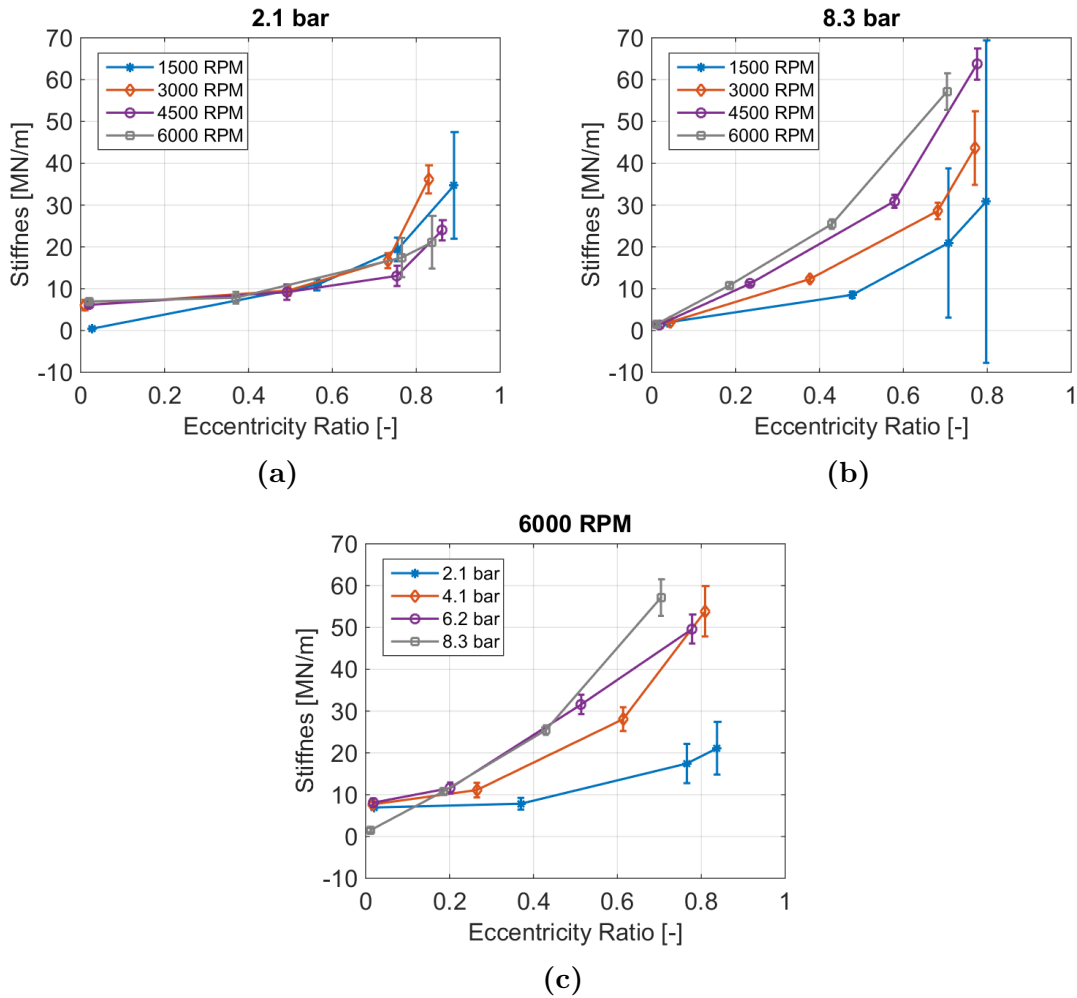 2.1 bar
70
60
50
40
30
20
10
0
-10
Stiffnes [MN/m]
1500 RPM
3000 RPM
4500 RPM
6000 RPM
0 0.2 0.4 0.6 0.8 1
Eccentricity Ratio [-]
(a)
8.3 bar
70
60
50
40
30
20
10
0
-10
Stiffnes [MN/m]
1500 RPM
3000 RPM
4500 RPM
6000 RPM
0 0.2 0.4 0.6 0.8 1
Eccentricity Ratio [-]
(b)
6000 RPM
70
60
50
40
30
20
10
0
-10
Stiffnes [MN/m]
2.1 bar
4.1 bar
6.2 bar
8.3 bar
0 0.2 0.4 0.6 0.8 1
Eccentricity Ratio [-]
(c)